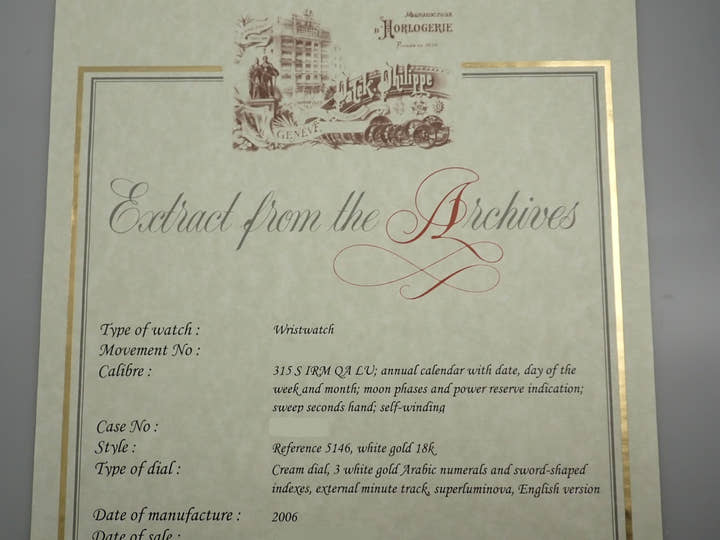 Manufacture
D'HORLOGERIE
Patek Philippe
GENÈVE
Extract from the Archives
Type of watch : Wristwatch
Movement No :
Calibre : 315 S IRM QA LU; annual calendar with date, day of the
week and month; moon phases and power reserve indication;
sweep seconds hand; self-winding
Case No :
Style : Reference 5146, white gold 18k
Type of dial : Cream dial, 3 white gold Arabic numerals and sword-shaped
indexes, external minute track, superluminova, English version
Date of manufacture : 2006
Date of sale :